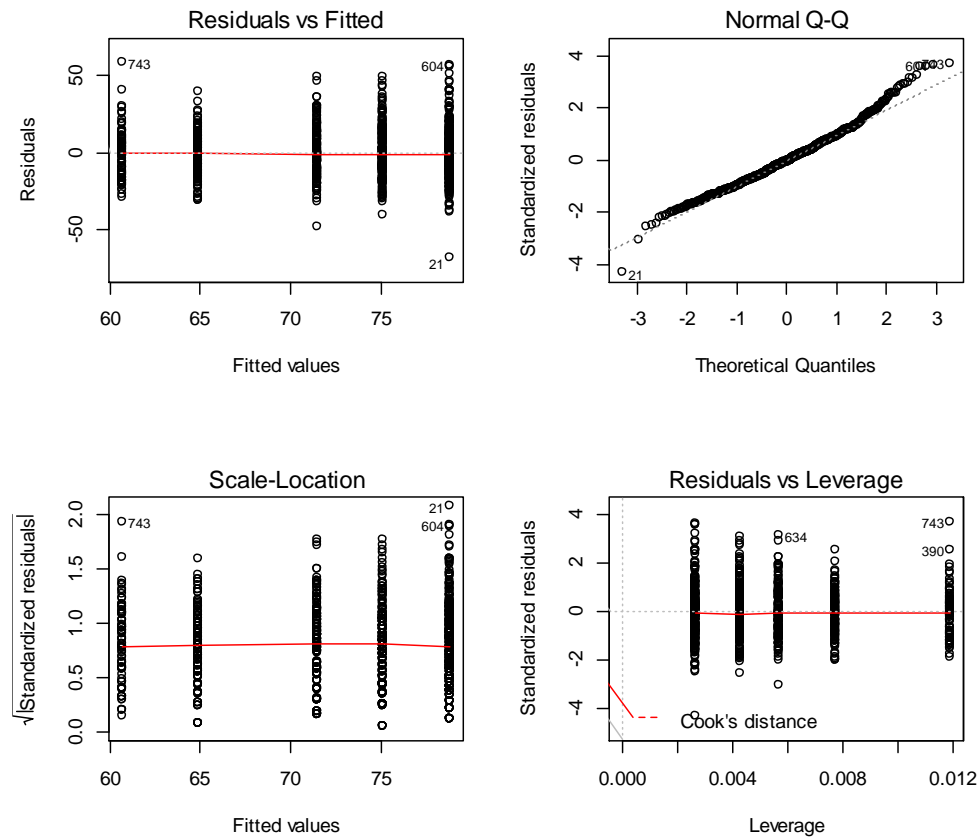 Residuals vs Fitted
Residuals
50
0
-50
743
604
21
60 65 70 75
Fitted values
Normal Q-Q
Standardized residuals
4
2
0
-2
-4
743
21
-3 -2 -1 0 1 2 3
Theoretical Quantiles
Scale-Location
√|Standardized residuals|
2.0
1.5
1.0
0.5
0.0
743
21
604
60 65 70 75
Fitted values
Residuals vs Leverage
Standardized residuals
4
2
0
-2
-4
634
743
390
Cook's distance
0.000 0.004 0.008 0.012
Leverage